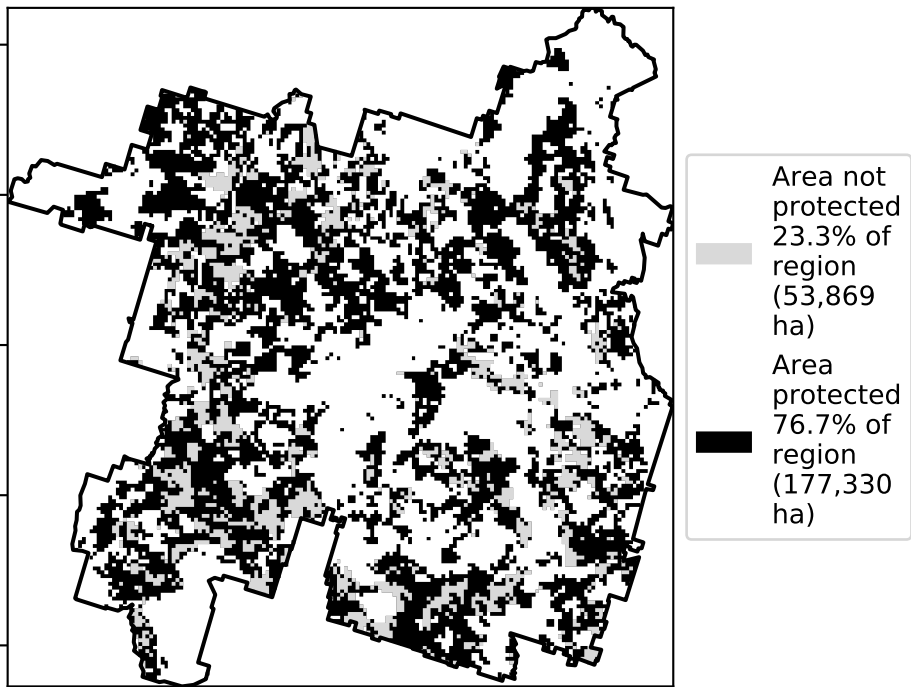 Area not
protected
23.3% of
region
(53,869
ha)
Area
protected
76.7% of
region
(177,330
ha)